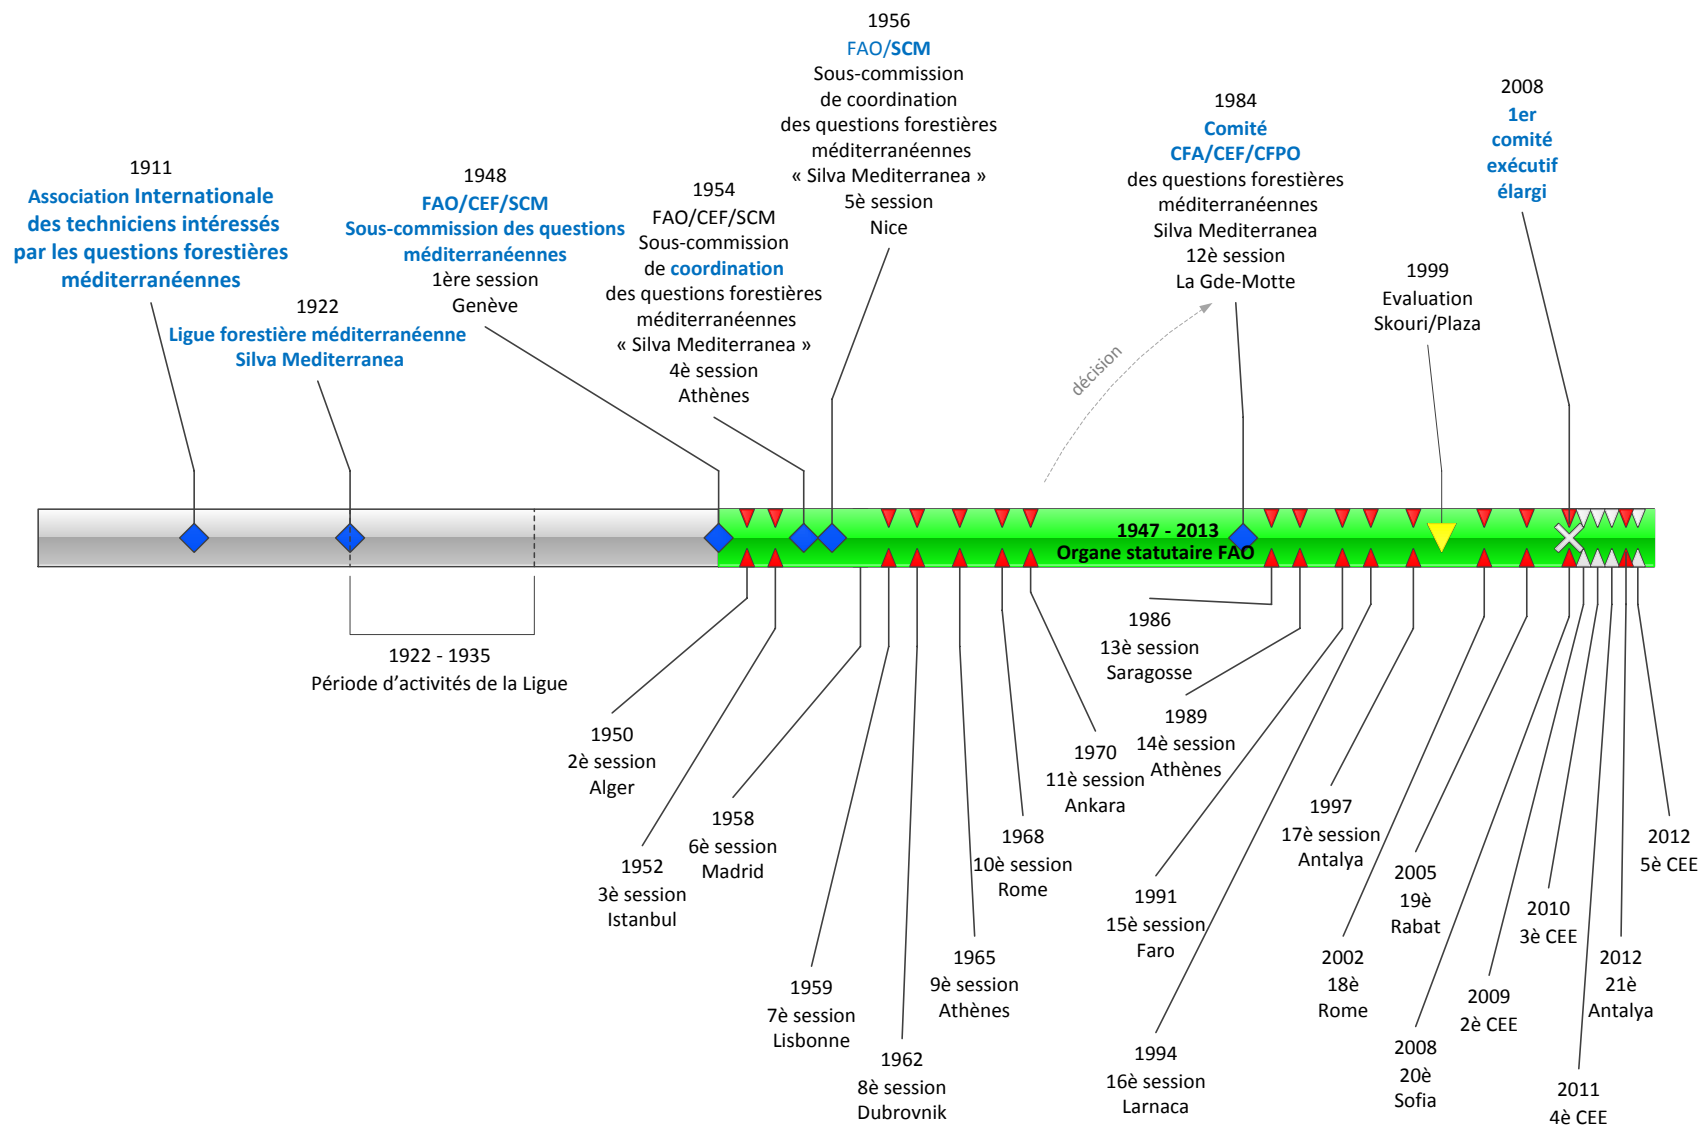 1911
Association Internationale
des techniciens intéressés
par les questions forestières
méditerranéennes
1922
Ligue forestière méditerranéenne
Silva Mediterranea
1948
FAO/CEF/SCM
Sous-commission des questions
méditerranéennes
1ère session
Genève
1954
FAO/CEF/SCM
Sous-commission
de coordination
des questions forestières
méditerranéennes
« Silva Mediterranea »
4è session
Athènes
1956
FAO/SCM
Sous-commission
de coordination
des questions forestières
méditerranéennes
« Silva Mediterranea »
5è session
Nice
décision
1984
Comité
CFA/CEF/CFPO
des questions forestières
méditerranéennes
Silva Mediterranea
12è session
La Gde-Motte
1999
Evaluation
Skouri/Plaza
2008
1er
comité
exécutif
élargi
1947 - 2013
Organe statutaire FAO
1922 - 1935
Période d'activités de la Ligue
1950
2è session
Alger
1952
3è session
Istanbul
1958
6è session
Madrid
1959
7è session
Lisbonne
1962
8è session
Dubrovnik
1965
9è session
Athènes
1968
10è session
Rome
1970
11è session
Ankara
1986
13è session
Saragosse
1989
14è session
Athènes
1991
15è session
Faro
1994
16è session
Larnaca
1997
17è session
Antalya
2002
18è
Rome
2005
19è
Rabat
2008
20è
Sofia
2009
2è CEE
2010
3è CEE
2011
4è CEE
2012
21è
Antalya
2012
5è CEE